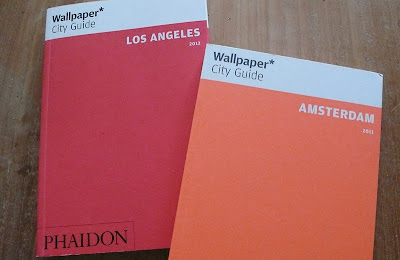 Wallpaper*
City Guide
LOS ANGELES
2012
PHAIDON
Wallpaper*
City Guide
AMSTERDAM
2011